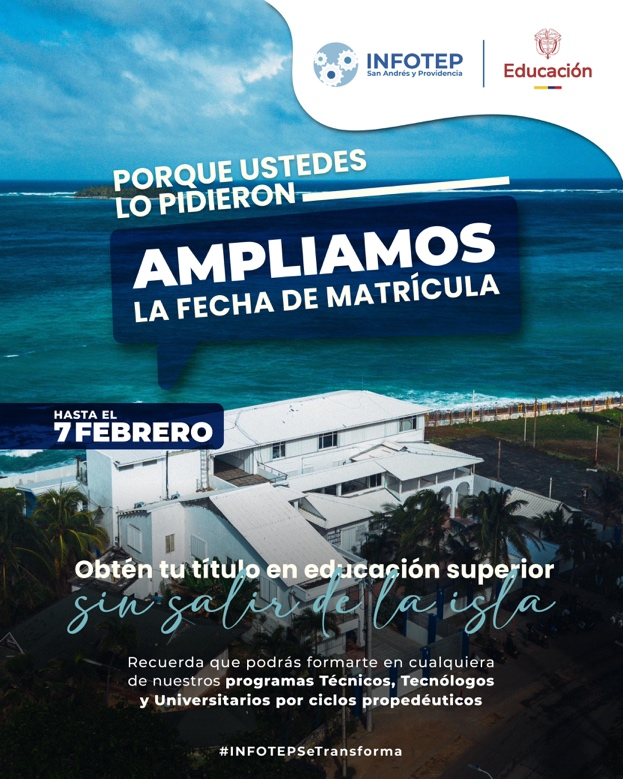 INFOTEP
San Andrés y Providencia
Educación
PORQUE USTEDES
LO PIDIERON
AMPLIAMOS
LA FECHA DE MATRÍCULA
HASTA EL
7 FEBRERO
Obtén tu título en educación superior
sin salir de la isla
Recuerda que podrás formarte en cualquiera
de nuestros programas Técnicos, Tecnólogos
y Universitarios por ciclos propedéuticos
#INFOTEPSeTransforma